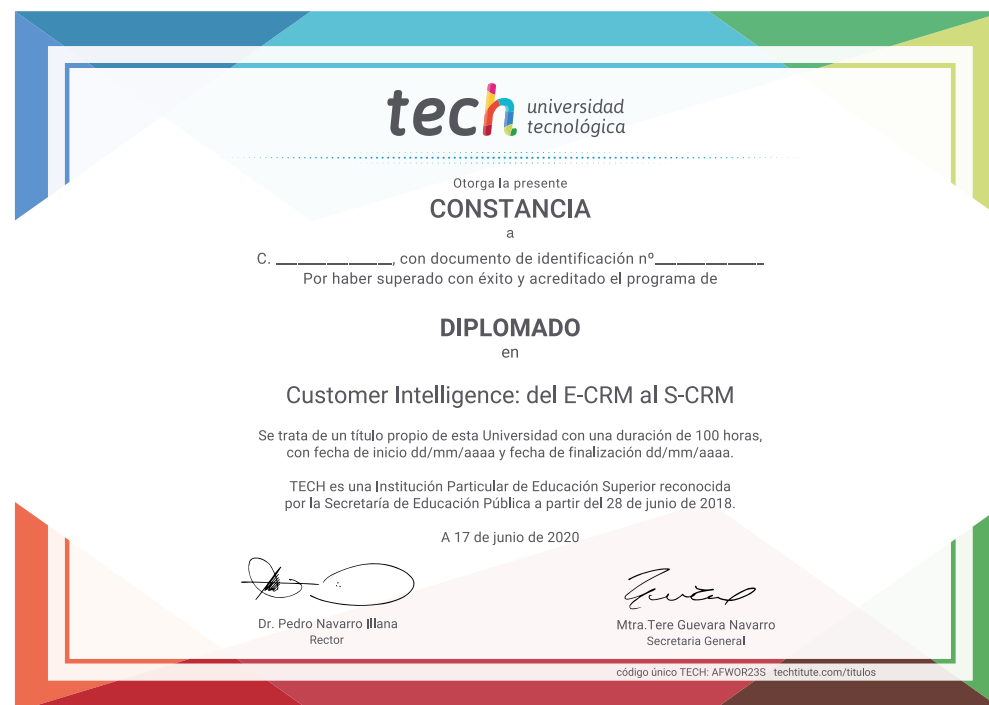 tech universidad
tecnológica
Otorga la presente
CONSTANCIA
a
C. ______________, con documento de identificación nº_____________
Por haber superado con éxito y acreditado el programa de
DIPLOMADO
en
Customer Intelligence: del E-CRM al S-CRM
Se trata de un título propio de esta Universidad con una duración de 100 horas,
con fecha de inicio dd/mm/aaaa y fecha de finalización dd/mm/aaaa.
TECH es una Institución Particular de Educación Superior reconocida
por la Secretaría de Educación Pública a partir del 28 de junio de 2018.
A 17 de junio de 2020
Dr. Pedro Navarro Illana
Rector
Mtra.Tere Guevara Navarro
Secretaria General
código único TECH: AFWOR23S techtitute.com/titulos